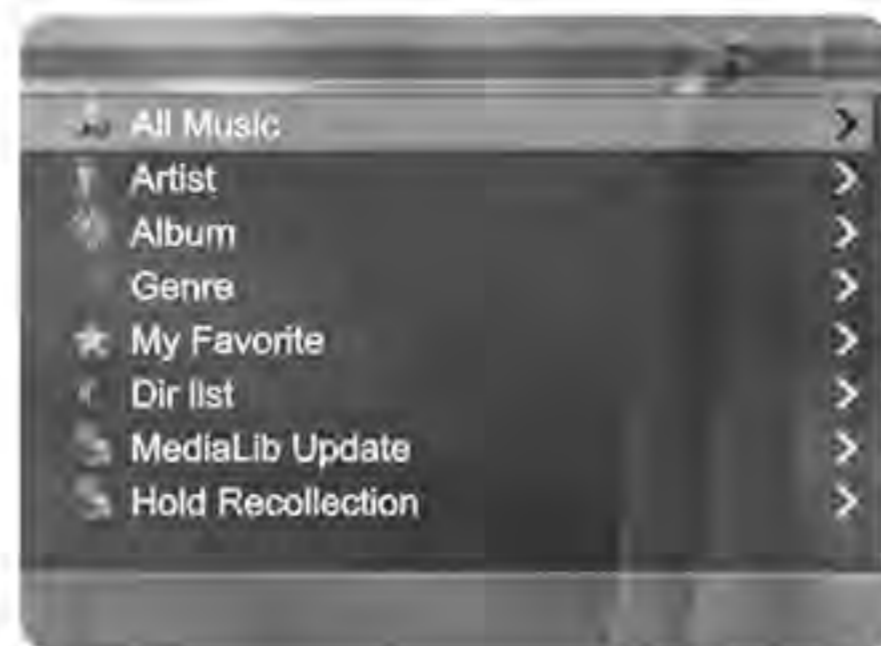 All Music
Artist
Album
Genre
My Favorite
Dir list
MediaLib Update
Hold Recollection